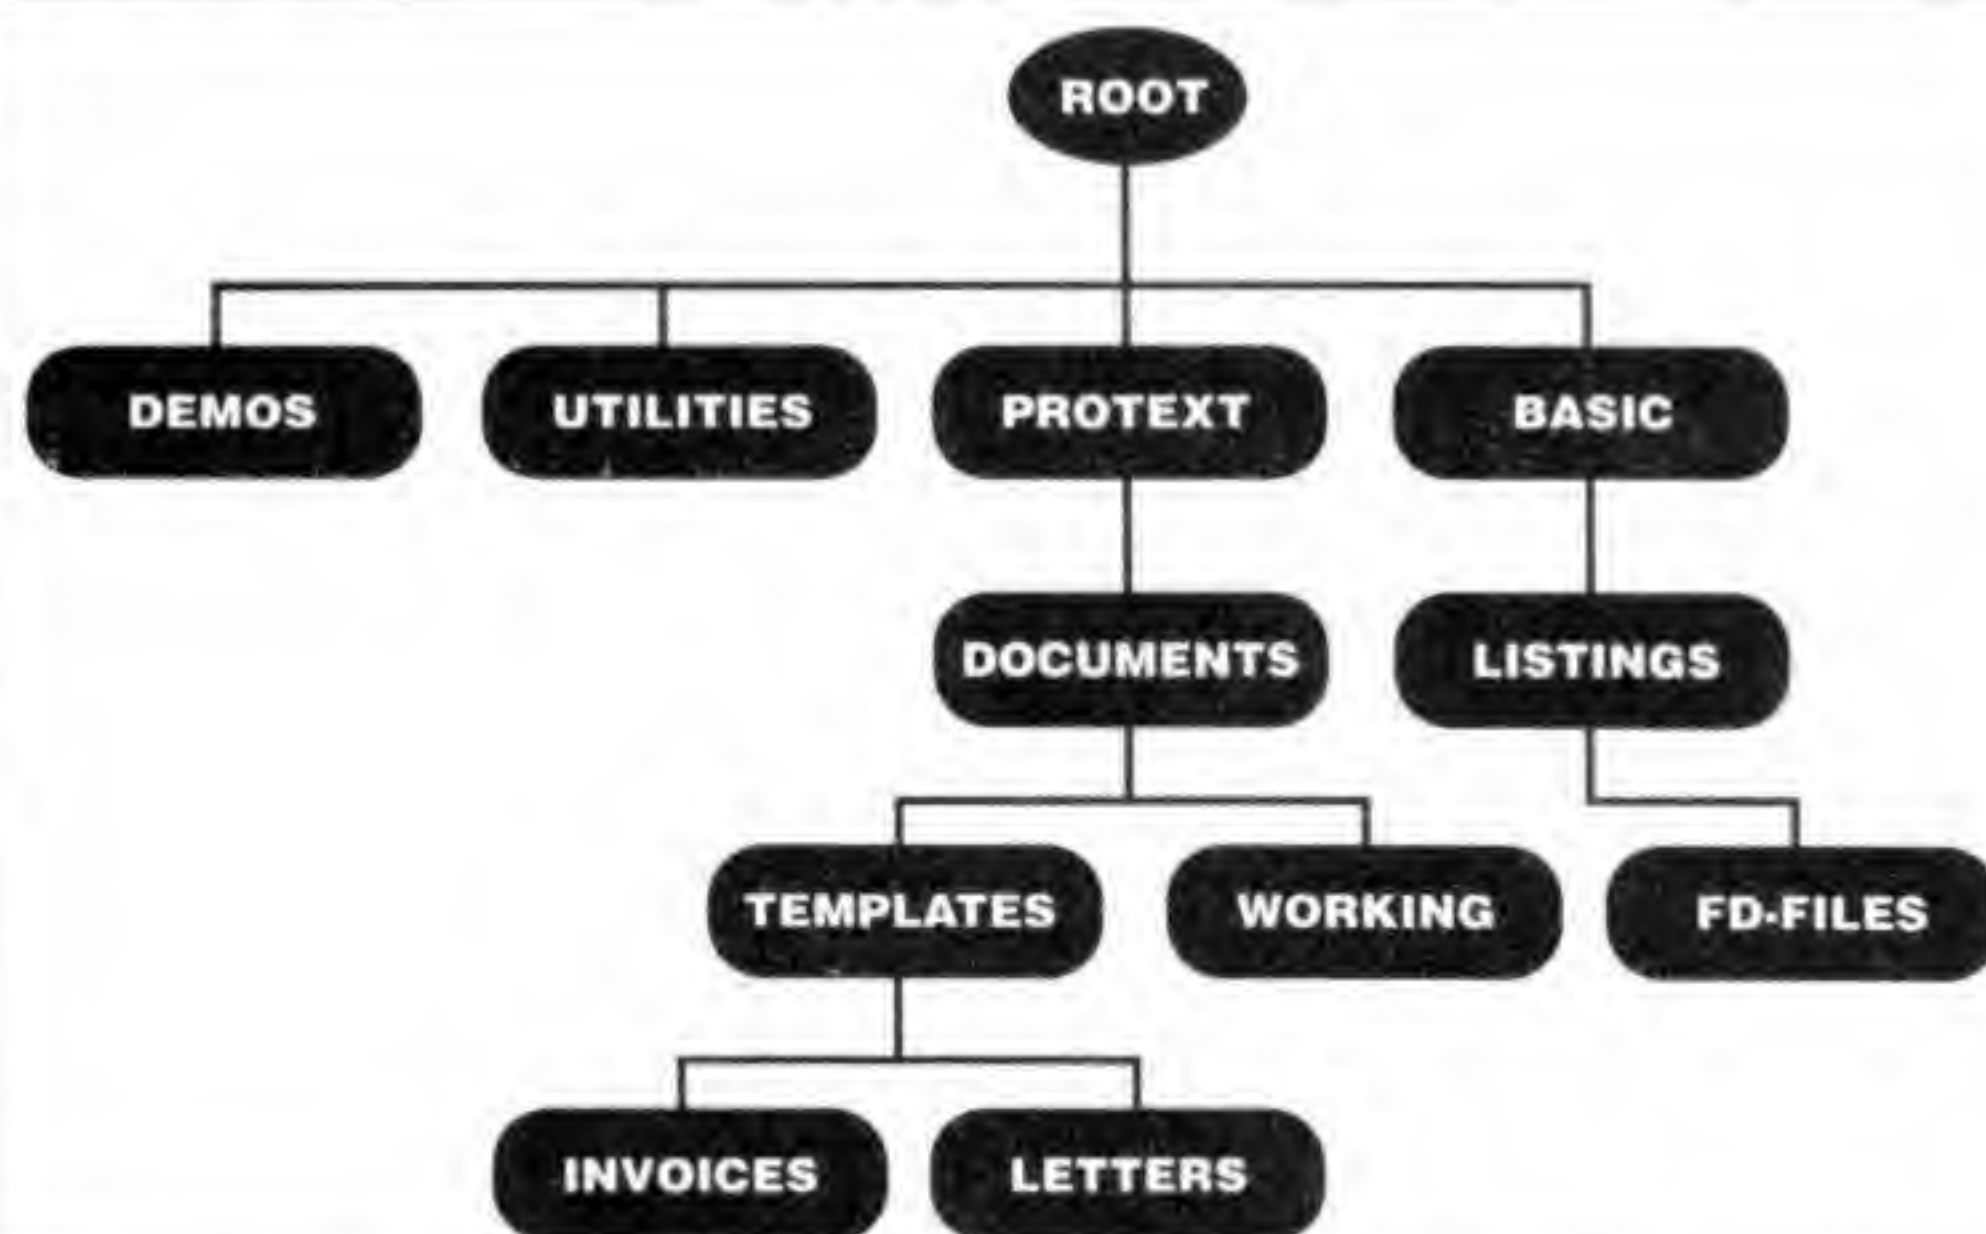 ROOT
DEMOS
UTILITIES
PROTEXT
BASIC
DOCUMENTS
LISTINGS
TEMPLATES
WORKING
FD-FILES
INVOICES
LETTERS